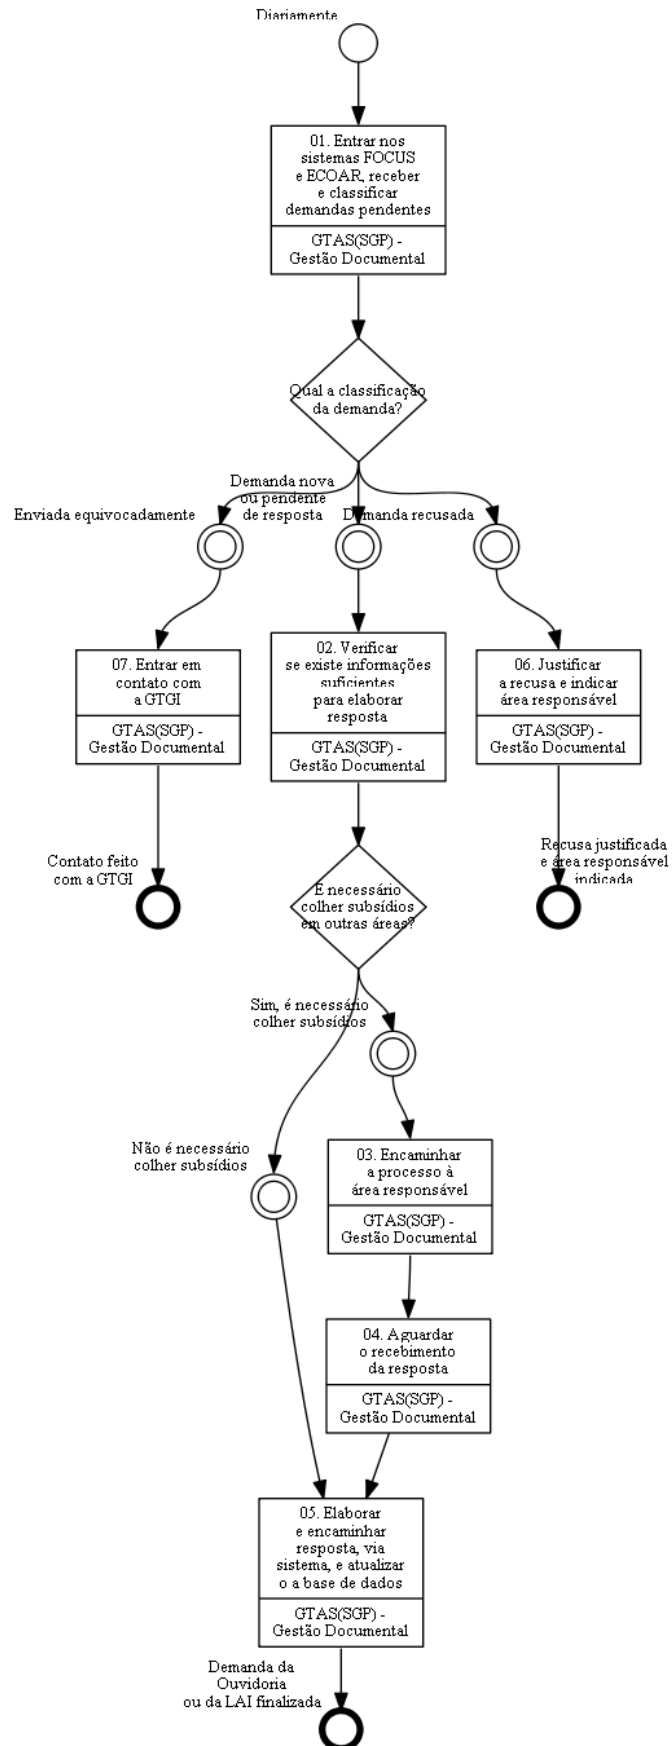 Diariamente
01. Entrar nos
sistemas FOCUS
e ECOAR, receber
e classificar
demandas pendentes
GTAS(SGP) -
Gestão Documental
Qual a classificação
da demanda?
Enviada equivocadamente
Demanda nova
ou pendente
de resposta
Demanda recusada
07. Entrar em
contato com
a GTGI
GTAS(SGP) -
Gestão Documental
02. Verificar
se existe informações
suficientes
para elaborar
resposta
GTAS(SGP) -
Gestão Documental
06. Justificar
a recusa e indicar
área responsável
GTAS(SGP) -
Gestão Documental
Contato feito
com a GTGI
É necessário
colher subsídios
em outras áreas?
Recusa justificada
e área responsável
indicada
Sim, é necessário
colher subsídios
Não é necessário
colher subsídios
03. Encaminhar
a processo à
área responsável
GTAS(SGP) -
Gestão Documental
04. Aguardar
o recebimento
da resposta
GTAS(SGP) -
Gestão Documental
05. Elaborar
e encaminhar
resposta, via
sistema, e atualizar
o a base de dados
GTAS(SGP) -
Gestão Documental
Demanda da
Ouvidoria
ou da LAI finalizada